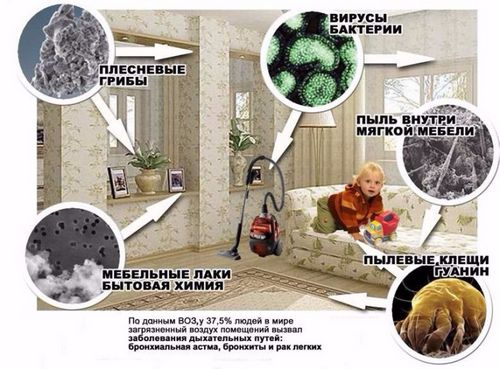 ВИРУСЫ
БАКТЕРИИ
ПЛЕСНЕВЫЕ
ГРИБЫ
ПЫЛЬ ВНУТРИ
МЯГКОЙ МЕБЕЛИ
ПЫЛЕВЫЕ КЛЕЩИ
ГУАНИН
МЕБЕЛЬНЫЕ ЛАКИ
БЫТОВАЯ ХИМИЯ
По данным ВОЗ,у 37,5% людей в мире
загрязненный воздух помещений вызвал
заболевания дыхательных путей:
бронхиальная астма, бронхиты и рак легких